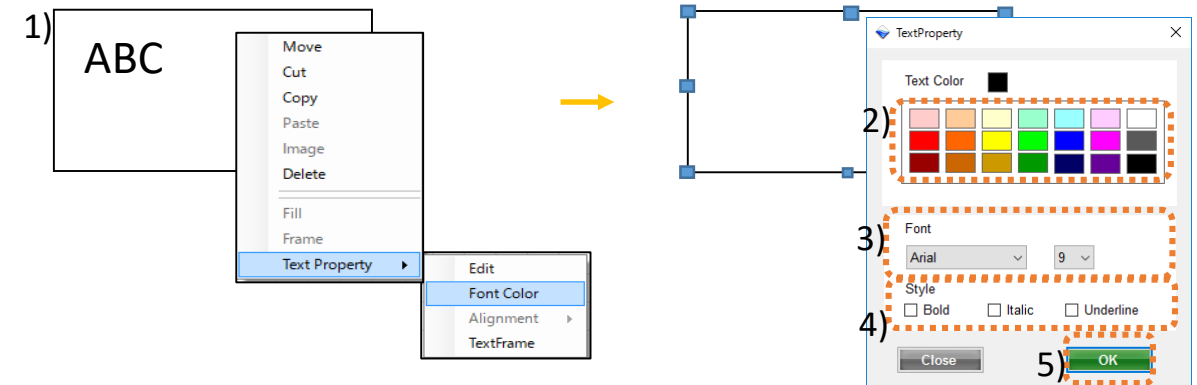 1)
ABC
Move
Cut
Copy
Paste
Image
Delete
Fill
Frame
Text Property
Edit
Font Color
Alignment
TextFrame
TextProperty
Text Color
2)
3)
Font
Arial 9
4)
Style
Bold Italic Underline
Close
5)
OK